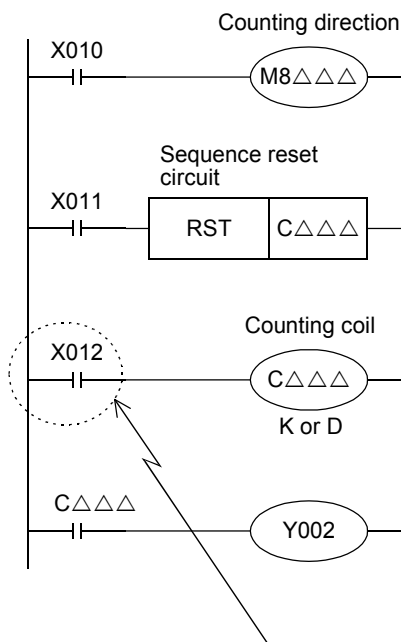 Counting direction
X010
M8△△△
Sequence reset
circuit
X011
RST
C△△△
Counting coil
X012
C△△△
K or D
C△△△
Y002